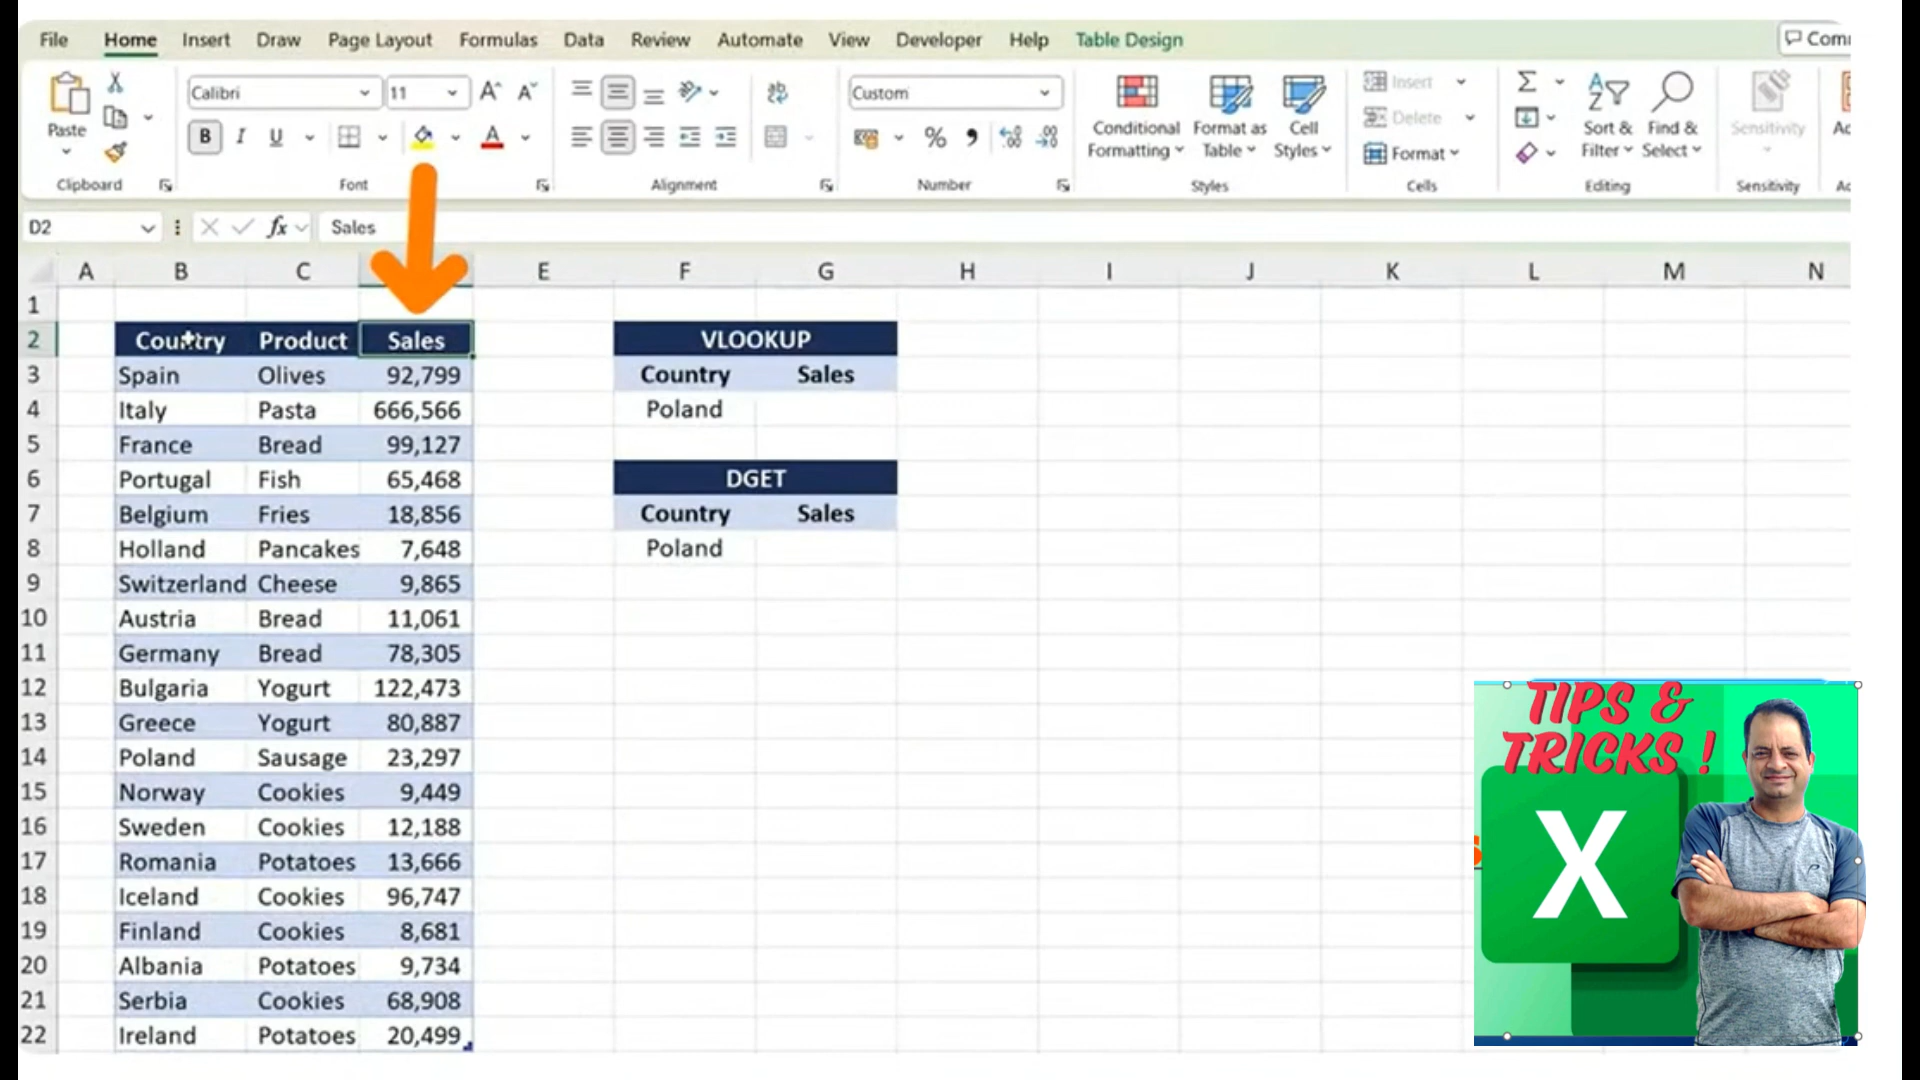 File Home Insert Draw Page Layout Formulas Data Review Automate View Developer Help Table Design
Calibri 11 Custom
Paste B I U A % Conditional Formatting Format as Table Cell Styles Insert Delete Format Sort & Filter Find & Select Sensitivity
Clipboard Font Alignment Number Styles Cells Editing Sensitivity
D2 fx Sales
A B C E F G H I J K L M N
1
2 Country Product Sales VLOOKUP
3 Spain Olives 92,799 Country Sales
4 Italy Pasta 666,566 Poland
5 France Bread 99,127
6 Portugal Fish 65,468 DGET
7 Belgium Fries 18,856 Country Sales
8 Holland Pancakes 7,648 Poland
9 Switzerland Cheese 9,865
10 Austria Bread 11,061
11 Germany Bread 78,305
12 Bulgaria Yogurt 122,473
13 Greece Yogurt 80,887
14 Poland Sausage 23,297
15 Norway Cookies 9,449
16 Sweden Cookies 12,188
17 Romania Potatoes 13,666
18 Iceland Cookies 96,747
19 Finland Cookies 8,681
20 Albania Potatoes 9,734
21 Serbia Cookies 68,908
22 Ireland Potatoes 20,499
TIPS &
TRICKS !
X